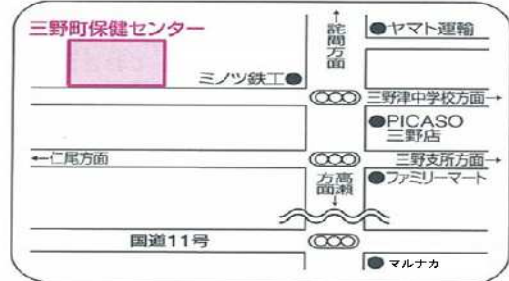 三野町保健センター
↑詫間方面
ヤマト運輸
ミノツ鉄工
三野津中学校方面→
PICASO
三野店
←仁尾方面
三野支所方面→
高瀬方面↓
ファミリーマート
国道11号
マルナカ